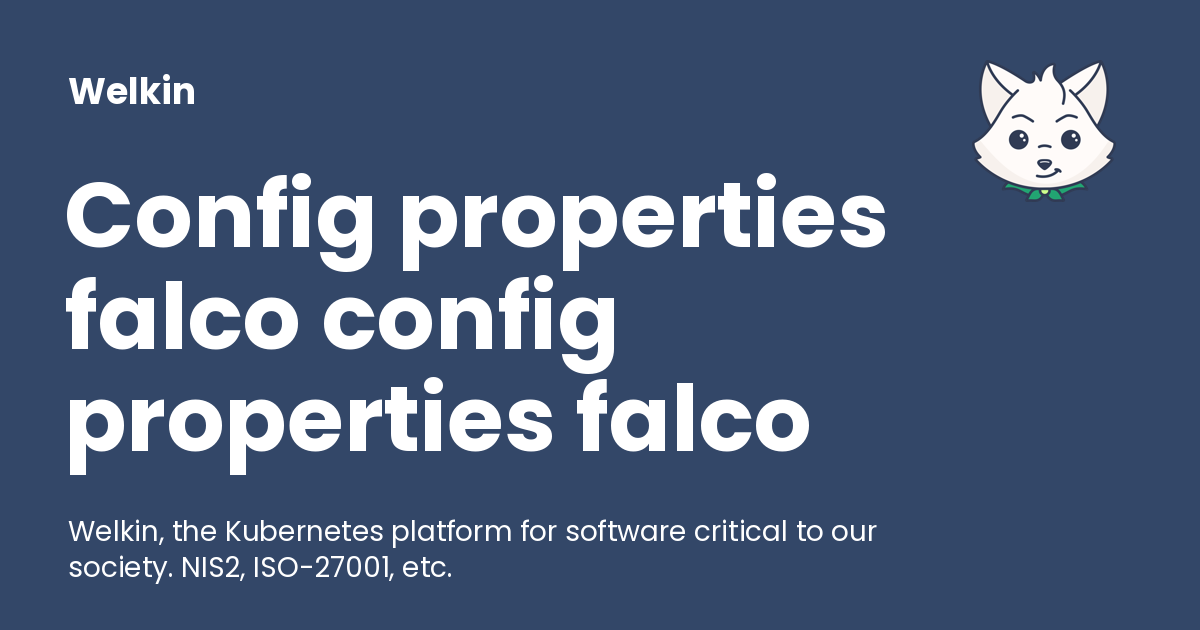 Welkin
Config properties
falco config
properties falco
Welkin, the Kubernetes platform for software critical to our
society. NIS2, ISO-27001, etc.